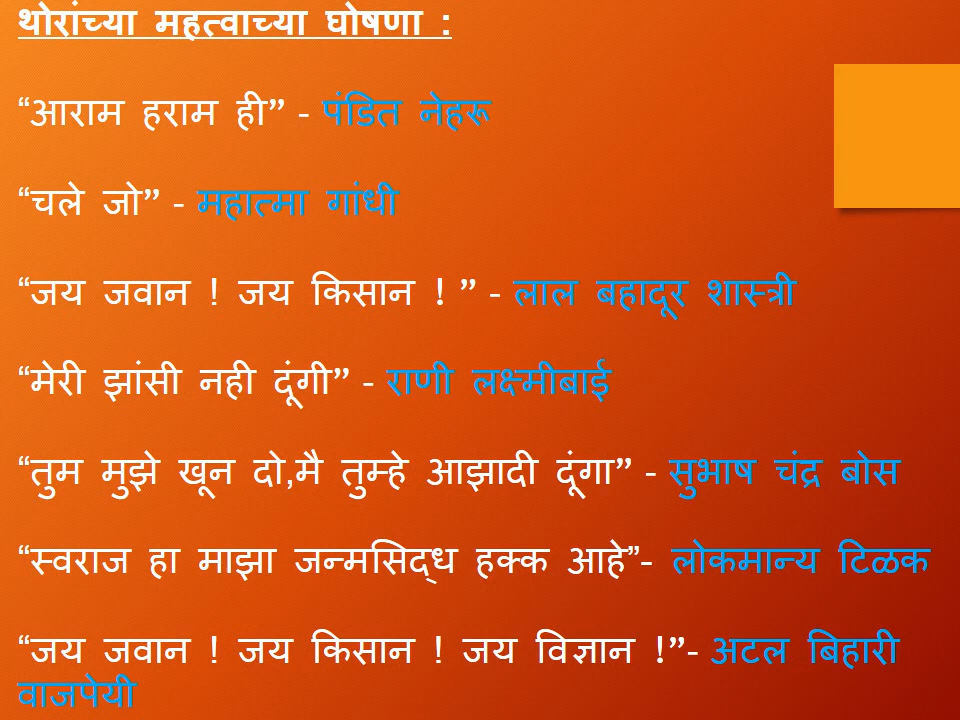 थोरांच्या महत्वाच्या घोषणा :
“आराम हराम ही” - पंडित नेहरू
“चले जो” - महात्मा गांधी
“जय जवान ! जय किसान ! ” - लाल बहादूर शास्त्री
“मेरी झांसी नही दूंगी” - राणी लक्ष्मीबाई
“तुम मुझे खून दो,मै तुम्हे आझादी दूंगा” - सुभाष चंद्र बोस
“स्वराज हा माझा जन्मसिद्ध हक्क आहे”- लोकमान्य टिळक
“जय जवान ! जय किसान ! जय विज्ञान !”- अटल बिहारी
वाजपेयी